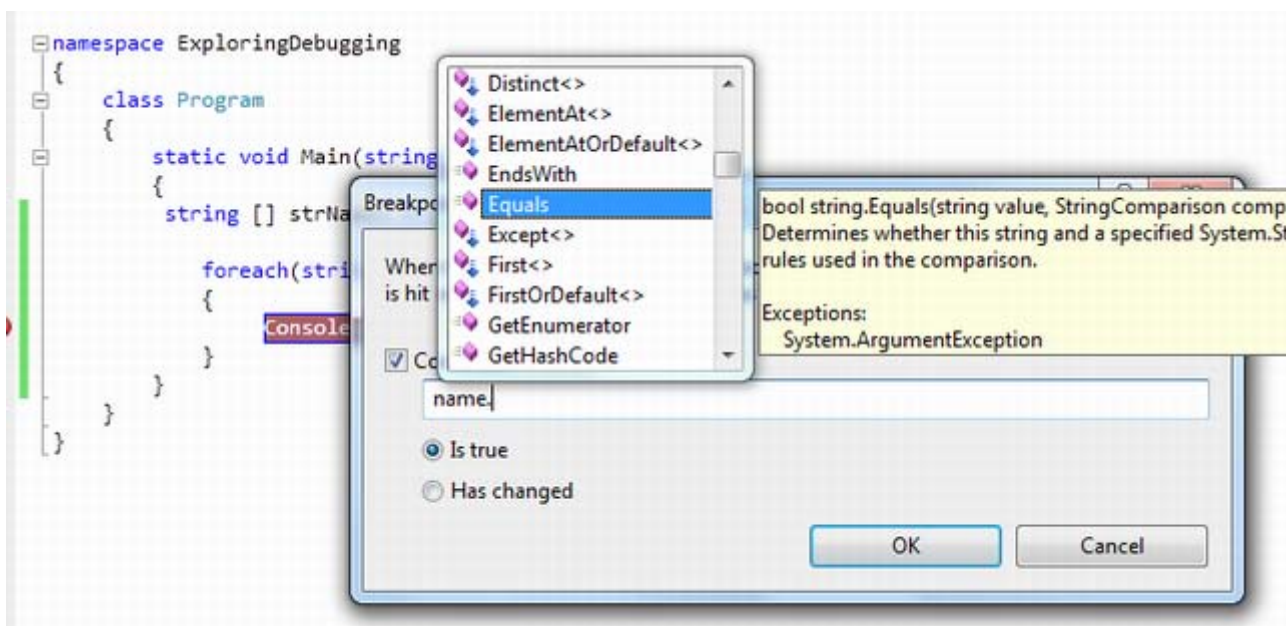 namespace ExploringDebugging
{
class Program
{
static void Main(string
{
string [] strNa
foreach(stri
{
Console
}
}
}
}
Distinct<>
ElementAt<>
ElementAtOrDefault<>
EndsWith
Equals
Except<>
First<>
FirstOrDefault<>
GetEnumerator
GetHashCode
bool string.Equals(string value, StringComparison comp
Determines whether this string and a specified System.St
rules used in the comparison.
Exceptions:
System.ArgumentException
Breakpo
When
is hit
Co
name.
Is true
Has changed
OK
Cancel